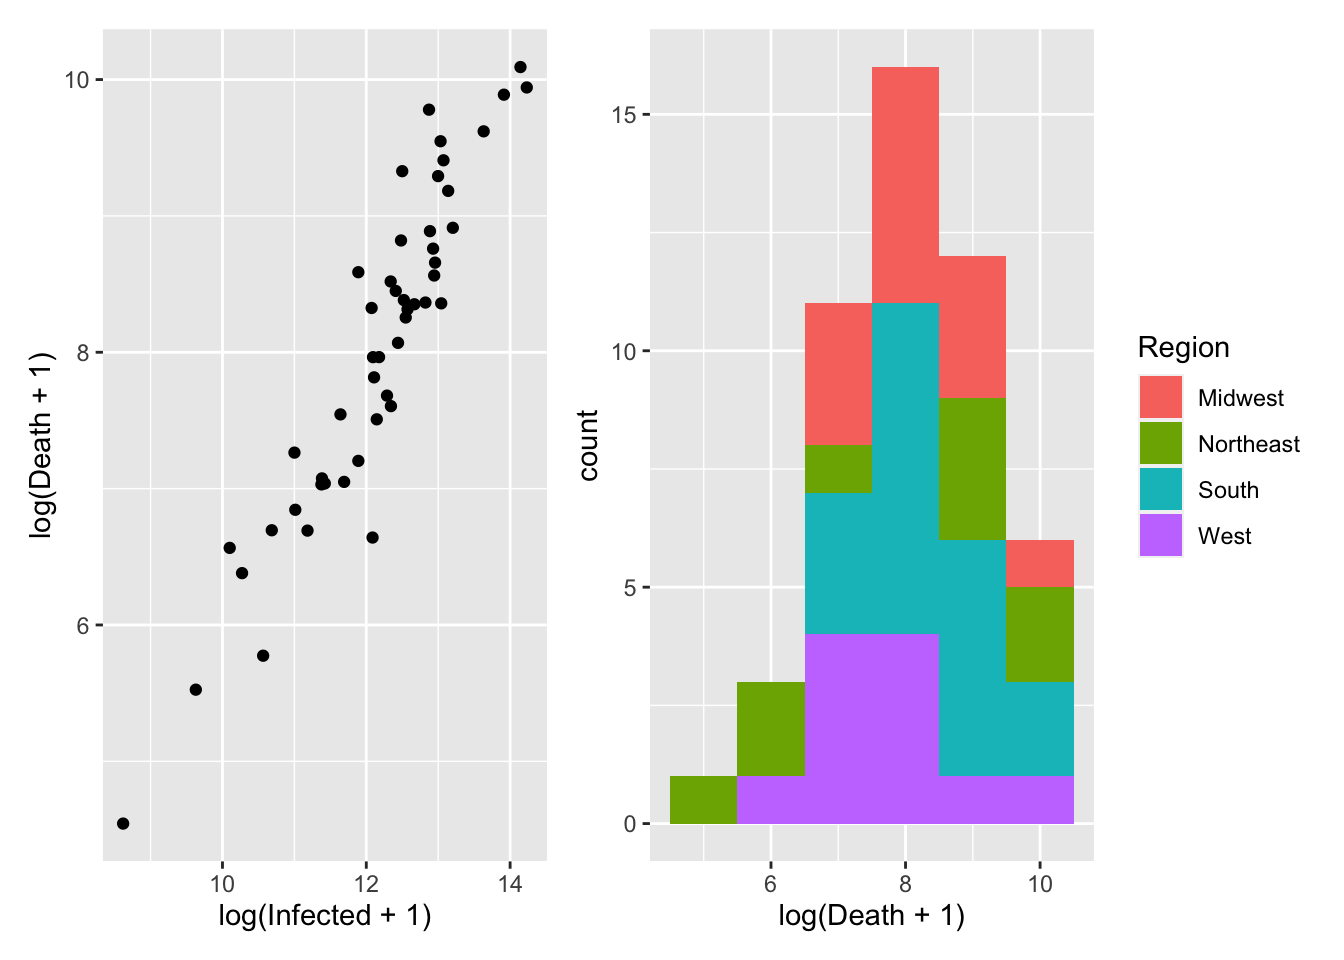 10
8
6
log(Death + 1)
10 12 14
log(Infected + 1)
15
10
5
0
count
6 8 10
log(Death + 1)
Region
Midwest
Northeast
South
West